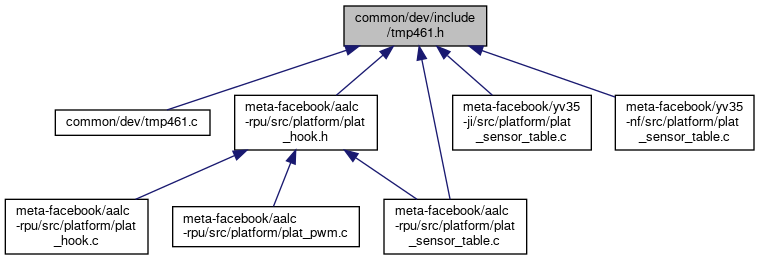 common/dev/include
/tmp461.h
common/dev/tmp461.c
meta-facebook/aalc
-rpu/src/platform/plat
_hook.h
meta-facebook/yv35
-ji/src/platform/plat
_sensor_table.c
meta-facebook/yv35
-nf/src/platform/plat
_sensor_table.c
meta-facebook/aalc
-rpu/src/platform/plat
_hook.c
meta-facebook/aalc
-rpu/src/platform/plat_pwm.c
meta-facebook/aalc
-rpu/src/platform/plat
_sensor_table.c